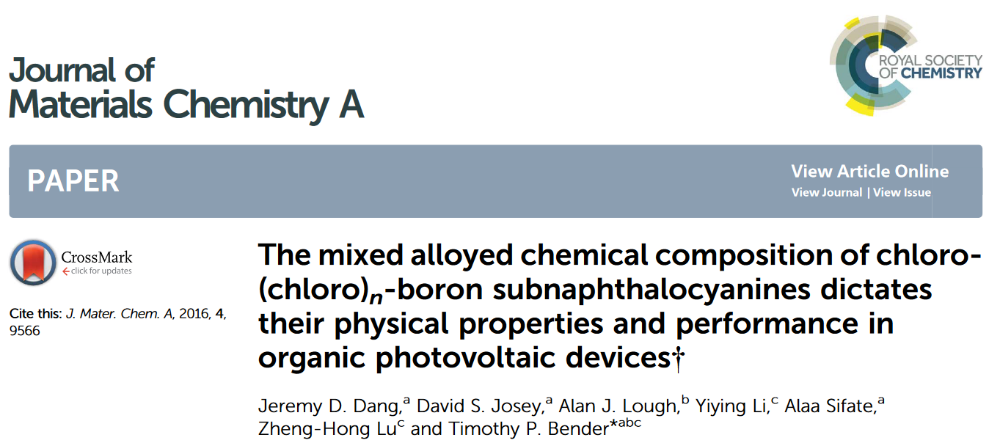 Journal of
Materials Chemistry A
ROYAL SOCIETY
OF CHEMISTRY
PAPER
View Article Online
View Journal | View Issue
CrossMark
click for updates
Cite this: J. Mater. Chem. A, 2016, 4,
9566
The mixed alloyed chemical composition of chloro-
(chloro)n-boron subnaphthalocyanines dictates
their physical properties and performance in
organic photovoltaic devices†
Jeremy D. Dang,a David S. Josey,a Alan J. Lough,b Yiying Li,c Alaa Sifate,a
Zheng-Hong Luc and Timothy P. Bender*abc